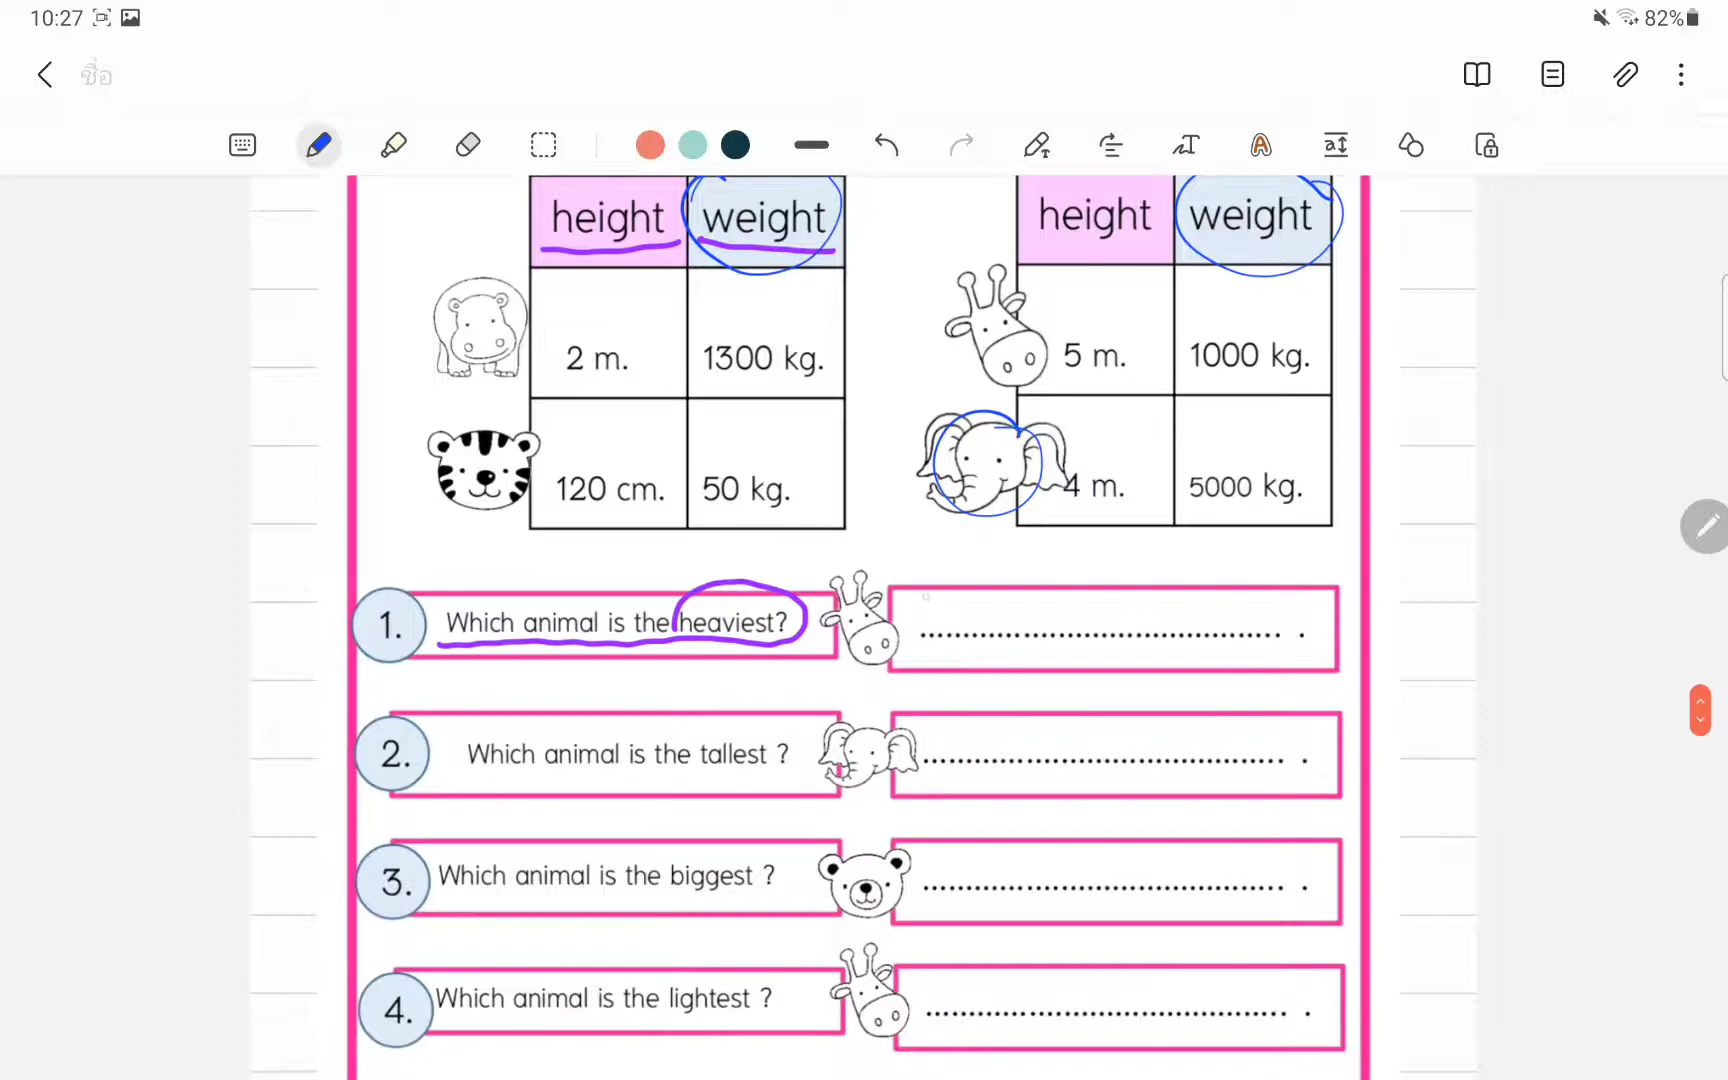 10:27
82%
ชื่อ
height weight
height weight
2 m. 1300 kg.
5 m. 1000 kg.
120 cm. 50 kg.
4 m. 5000 kg.
1. Which animal is the heaviest? ........................................ .
2. Which animal is the tallest ? ........................................ .
3. Which animal is the biggest ? ........................................ .
4. Which animal is the lightest ? ........................................ .